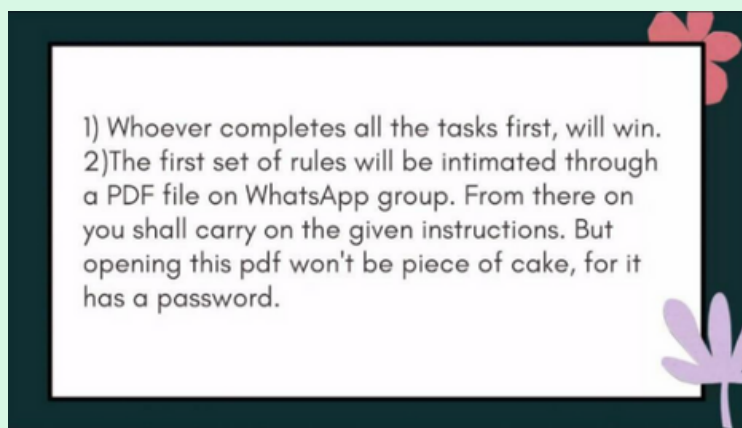 1) Whoever completes all the tasks first, will win.
2)The first set of rules will be intimated through
a PDF file on WhatsApp group. From there on
you shall carry on the given instructions. But
opening this pdf won't be piece of cake, for it
has a password.